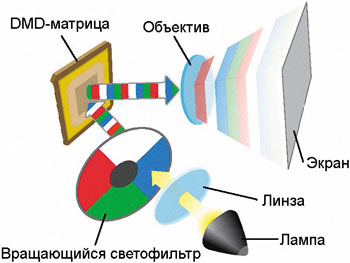 DMD-матрица
Объектив
Экран
Линза
Лампа
Вращающийся светофильтр